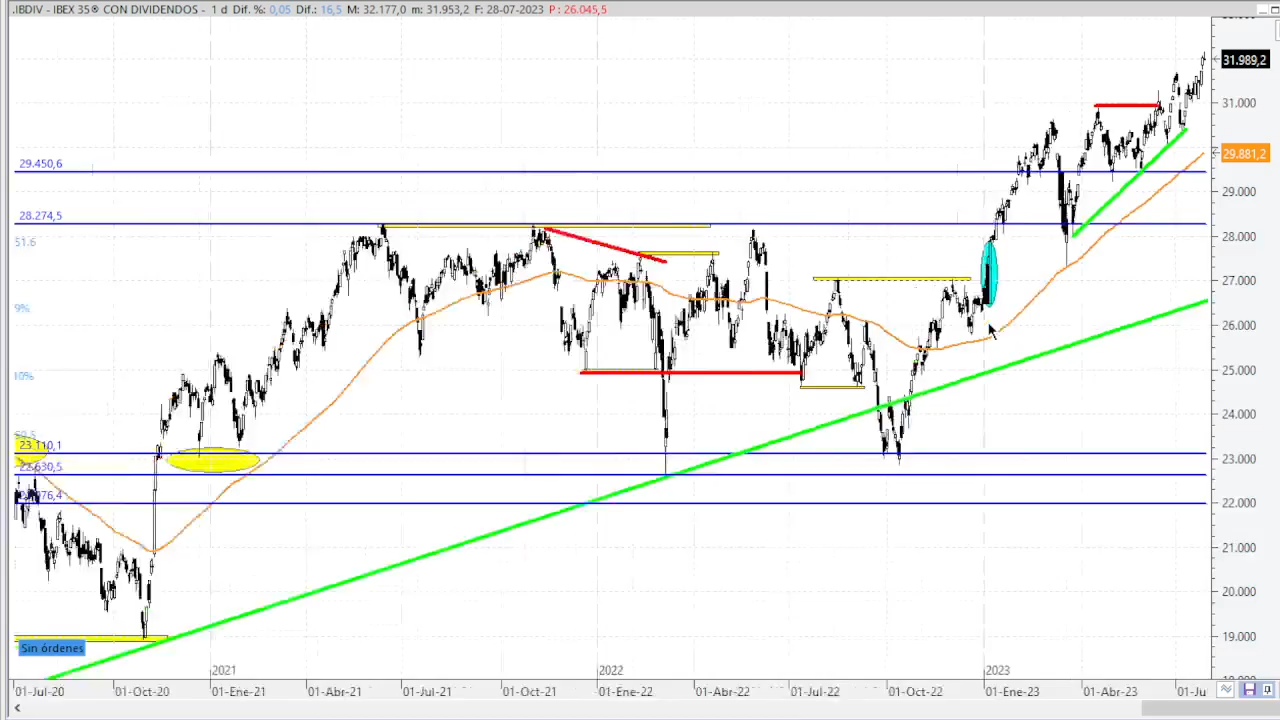 .IBDIV - IBEX 35® CON DIVIDENDOS - 1 d Dif. %: 0,05 Dif.: 16,5 M: 32.177,0 m: 31.953,2 F: 28-07-2023 P : 26.045,5
31.989,2
31.000
29.881,2
29.450,6
29.000
28.274,5
28.000
51.6
27.000
9%
26.000
25.000
10%
24.000
23.110,1
23.000
22.630,5
22.000
21.000
20.000
19.000
Sin órdenes
2021
2022
2023
01-Jul-20
01-Oct-20
01-Ene-21
01-Abr-21
01-Jul-21
01-Oct-21
01-Ene-22
01-Abr-22
01-Jul-22
01-Oct-22
01-Ene-23
01-Abr-23
01-Ju